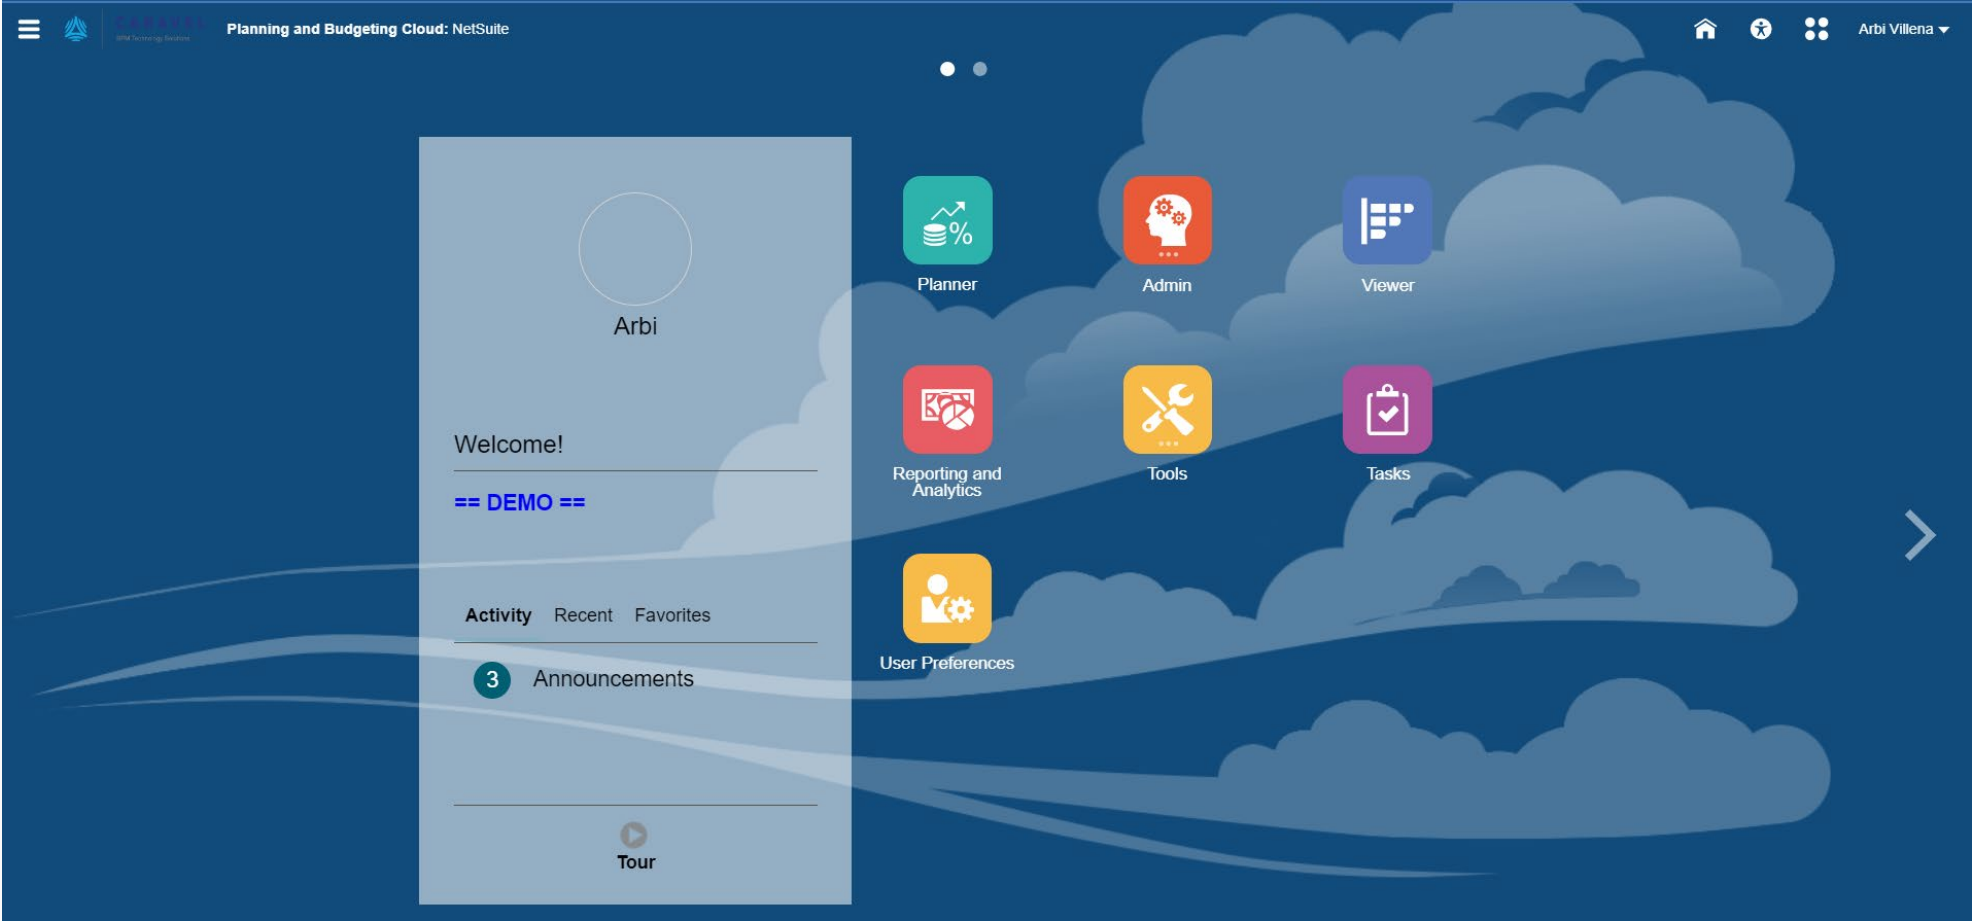 Planning and Budgeting Cloud: NetSuite
Arbi Villena
Arbi
Welcome!
== DEMO ==
Activity Recent Favorites
3 Announcements
Tour
Planner
Admin
Viewer
Reporting and
Analytics
Tools
Tasks
User Preferences